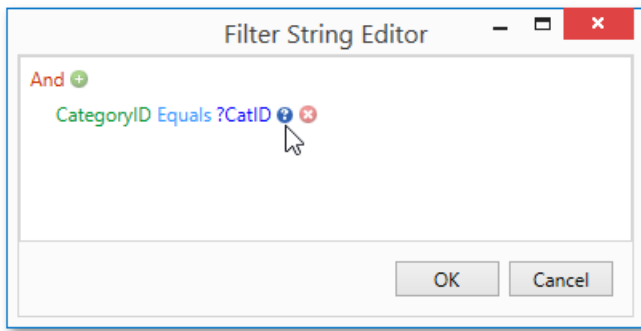 Filter String Editor
And
CategoryID Equals ?CatID
OK Cancel